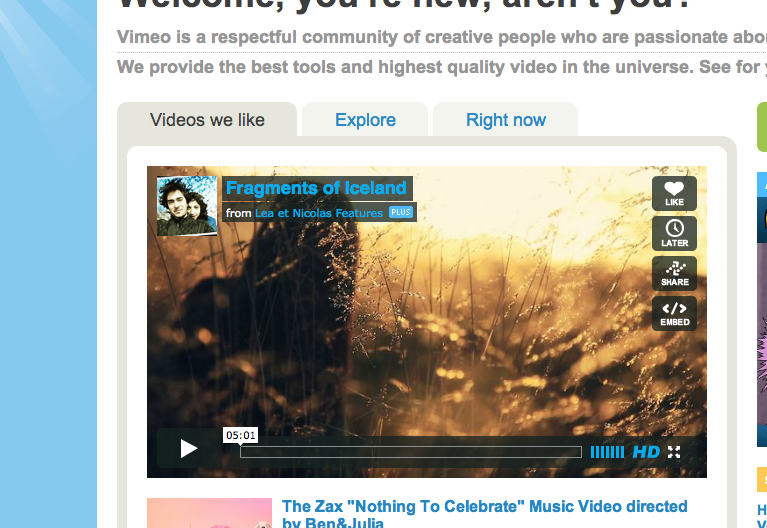 Welcome, you're new, aren't you?
Vimeo is a respectful community of creative people who are passionate
We provide the best tools and highest quality video in the universe. See for
Videos we like
Explore
Right now
Fragments of Iceland
from Lea et Nicolas Features PLUS
LIKE
LATER
SHARE
EMBED
05:01
HD
The Zax "Nothing To Celebrate" Music Video directed
by Ben&Julia